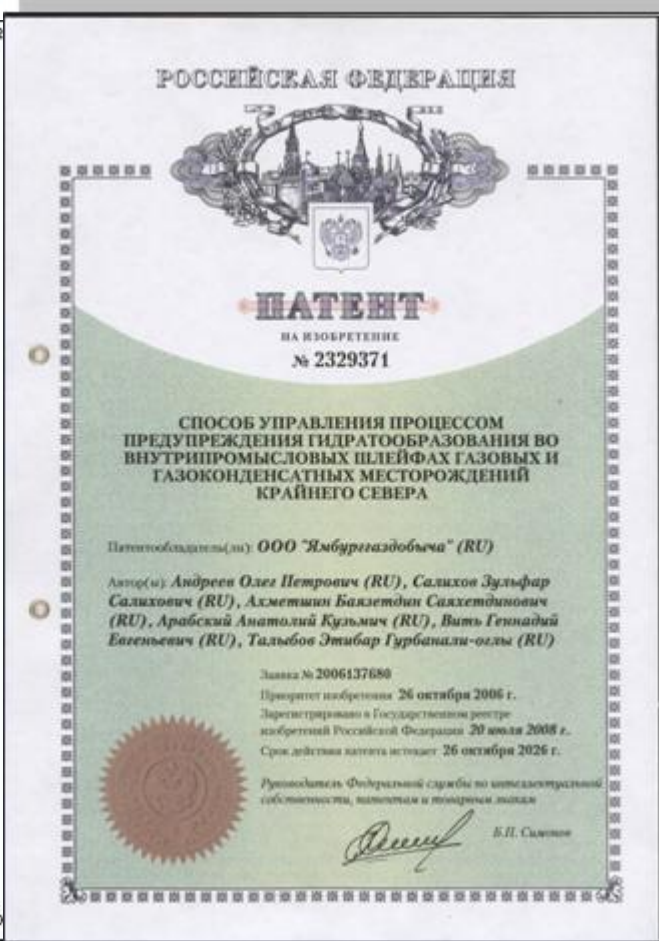 РОССИЙСКАЯ ФЕДЕРАЦИЯ
ПАТЕНТ
НА ИЗОБРЕТЕНИЕ
№ 2329371
СПОСОБ УПРАВЛЕНИЯ ПРОЦЕССОМ
ПРЕДУПРЕЖДЕНИЯ ГИДРАТООБРАЗОВАНИЯ ВО
ВНУТРИПРОМЫСЛОВЫХ ШЛЕЙФАХ ГАЗОВЫХ И
ГАЗОКОНДЕНСАТНЫХ МЕСТОРОЖДЕНИЙ
КРАЙНЕГО СЕВЕРА
Патентообладатель(ли): ООО "Ямбурггаздобыча" (RU)
Автор(ы): Андреев Олег Петрович (RU), Салихов Зульфар
Салихович (RU), Ахметшин Баязетдин Саяхетдинович
(RU), Арабский Анатолий Кузьмич (RU), Вить Геннадий
Евгеньевич (RU), Талыбов Этибар Гурбанали-оглы (RU)
Заявка № 2006137680
Приоритет изобретения 26 октября 2006 г.
Зарегистрировано в Государственном реестре
изобретений Российской Федерации 20 июля 2008 г.
Срок действия патента истекает 26 октября 2026 г.
Руководитель Федеральной службы по интеллектуальной
собственности, патентам и товарным знакам
Б.П. Симонов